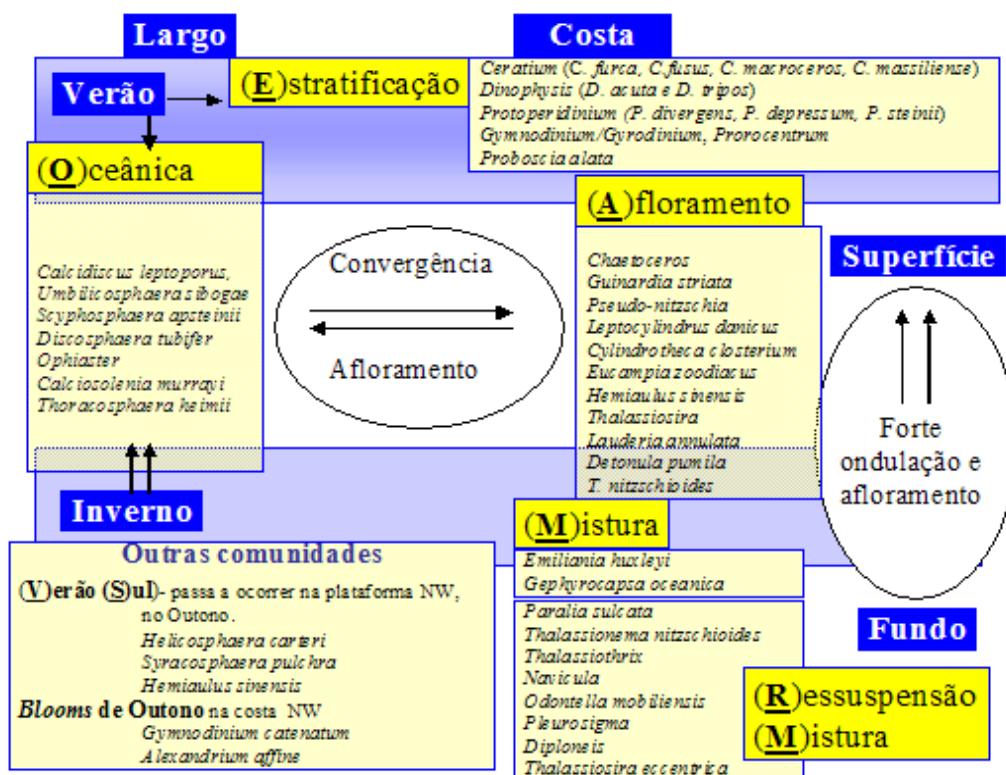 Largo
Costa
Verão
(E)stratificação
Ceratium (C. furca, C.fusus, C. macroceros, C. massiliense)
Dinophysis (D. acuta e D. tripos)
Protoperidinium (P. divergens, P. depressum, P. steinii)
Gymnodinium/Gyrodinium, Prorocentrum
Proboscia alata
(O)ceânica
Calcidiscus leptoporus,
Umbilicosphaera sibogae
Scyphosphaera apsteinii
Discosphaera tubifer
Ophiaster
Calciosolenia murrayi
Thoracosphaera heimii
Convergência
Afloramento
(A)floramento
Chaetoceros
Guinardia striata
Pseudo-nitzschia
Leptocylindrus danicus
Cylindrotheca closterium
Eucampia zoodiacus
Hemiaulus sinensis
Thalassiosira
Lauderia annulata
Detonula pumila
T. nitzschioides
Superfície
Forte
ondulação e
afloramento
Fundo
Inverno
Outras comunidades
(V)erão (S)ul)- passa a ocorrer na plataforma NW,
no Outono.
Helicosphaera carteri
Syracosphaera pulchra
Hemiaulus sinensis
Blooms de Outono na costa NW
Gymnodinium catenatum
Alexandrium affine
(M)istura
Emiliania huxleyi
Gephyrocapsa oceanica
Paralia sulcata
Thalassionema nitzschioides
Thalassiothrix
Navicula
Odontella mobiliensis
Pleurosigma
Diploneis
Thalassiosira eccentrica
(R)essuspensão
(M)istura